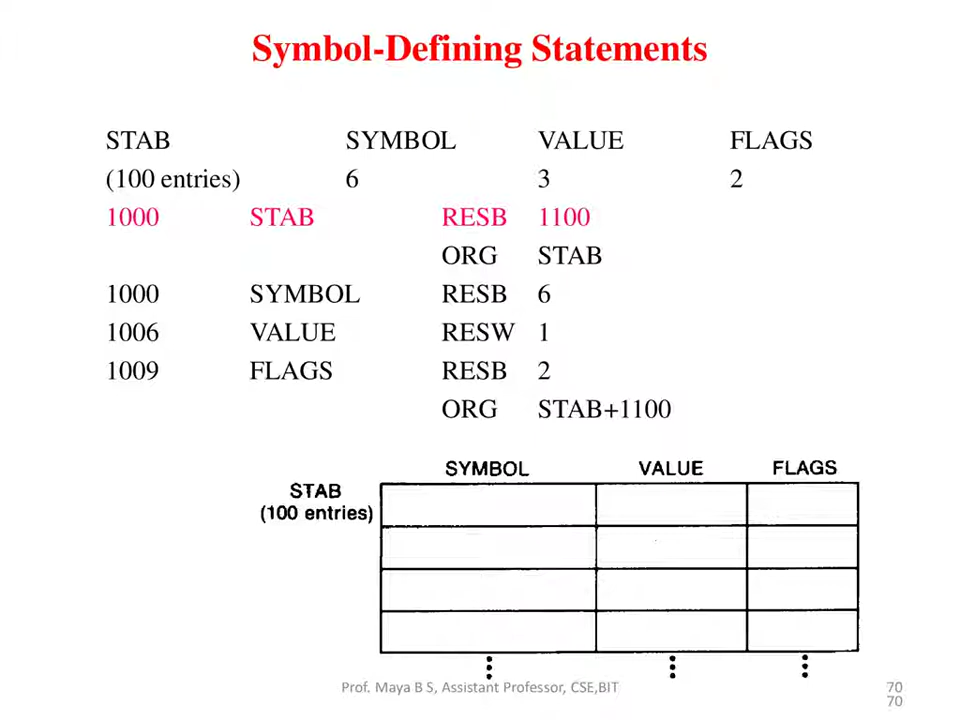 Symbol-Defining Statements
STAB SYMBOL VALUE FLAGS
(100 entries) 6 3 2
1000 STAB RESB 1100
ORG STAB
1000 SYMBOL RESB 6
1006 VALUE RESW 1
1009 FLAGS RESB 2
ORG STAB+1100
SYMBOL VALUE FLAGS
STAB
(100 entries)
Prof. Maya B S, Assistant Professor, CSE,BIT 70
70